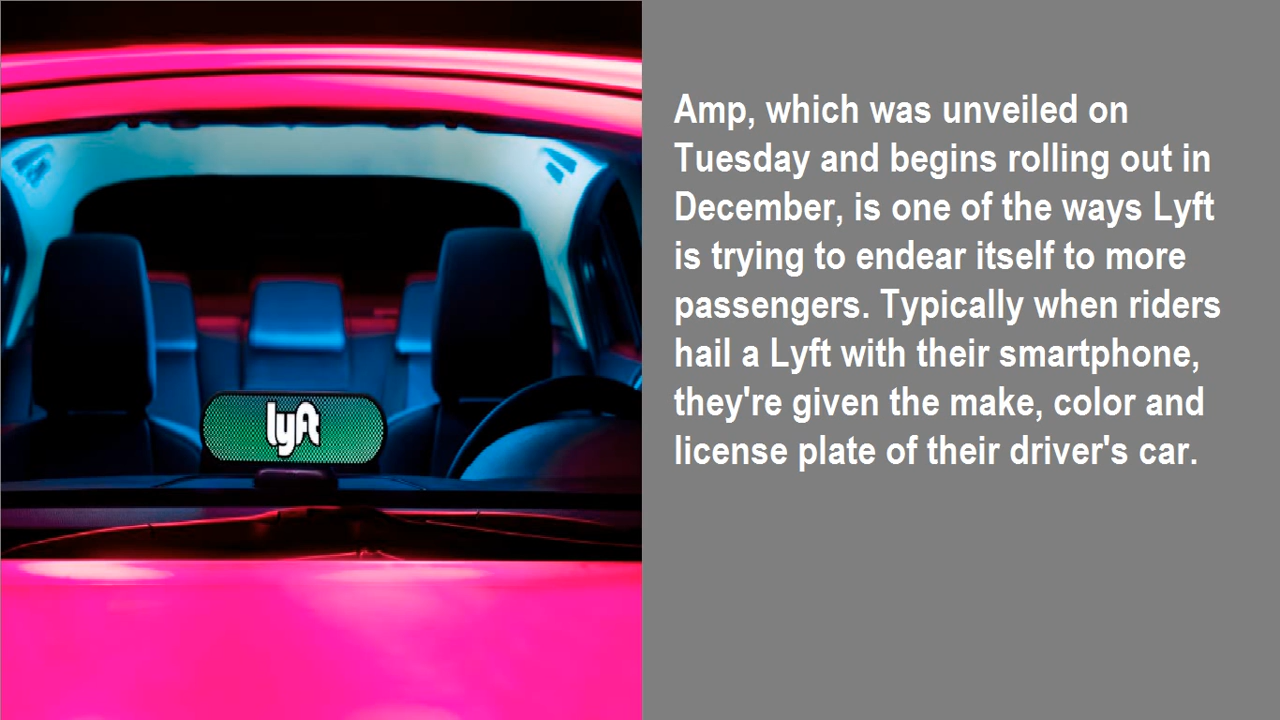 lyft
Amp, which was unveiled on
Tuesday and begins rolling out in
December, is one of the ways Lyft
is trying to endear itself to more
passengers. Typically when riders
hail a Lyft with their smartphone,
they're given the make, color and
license plate of their driver's car.